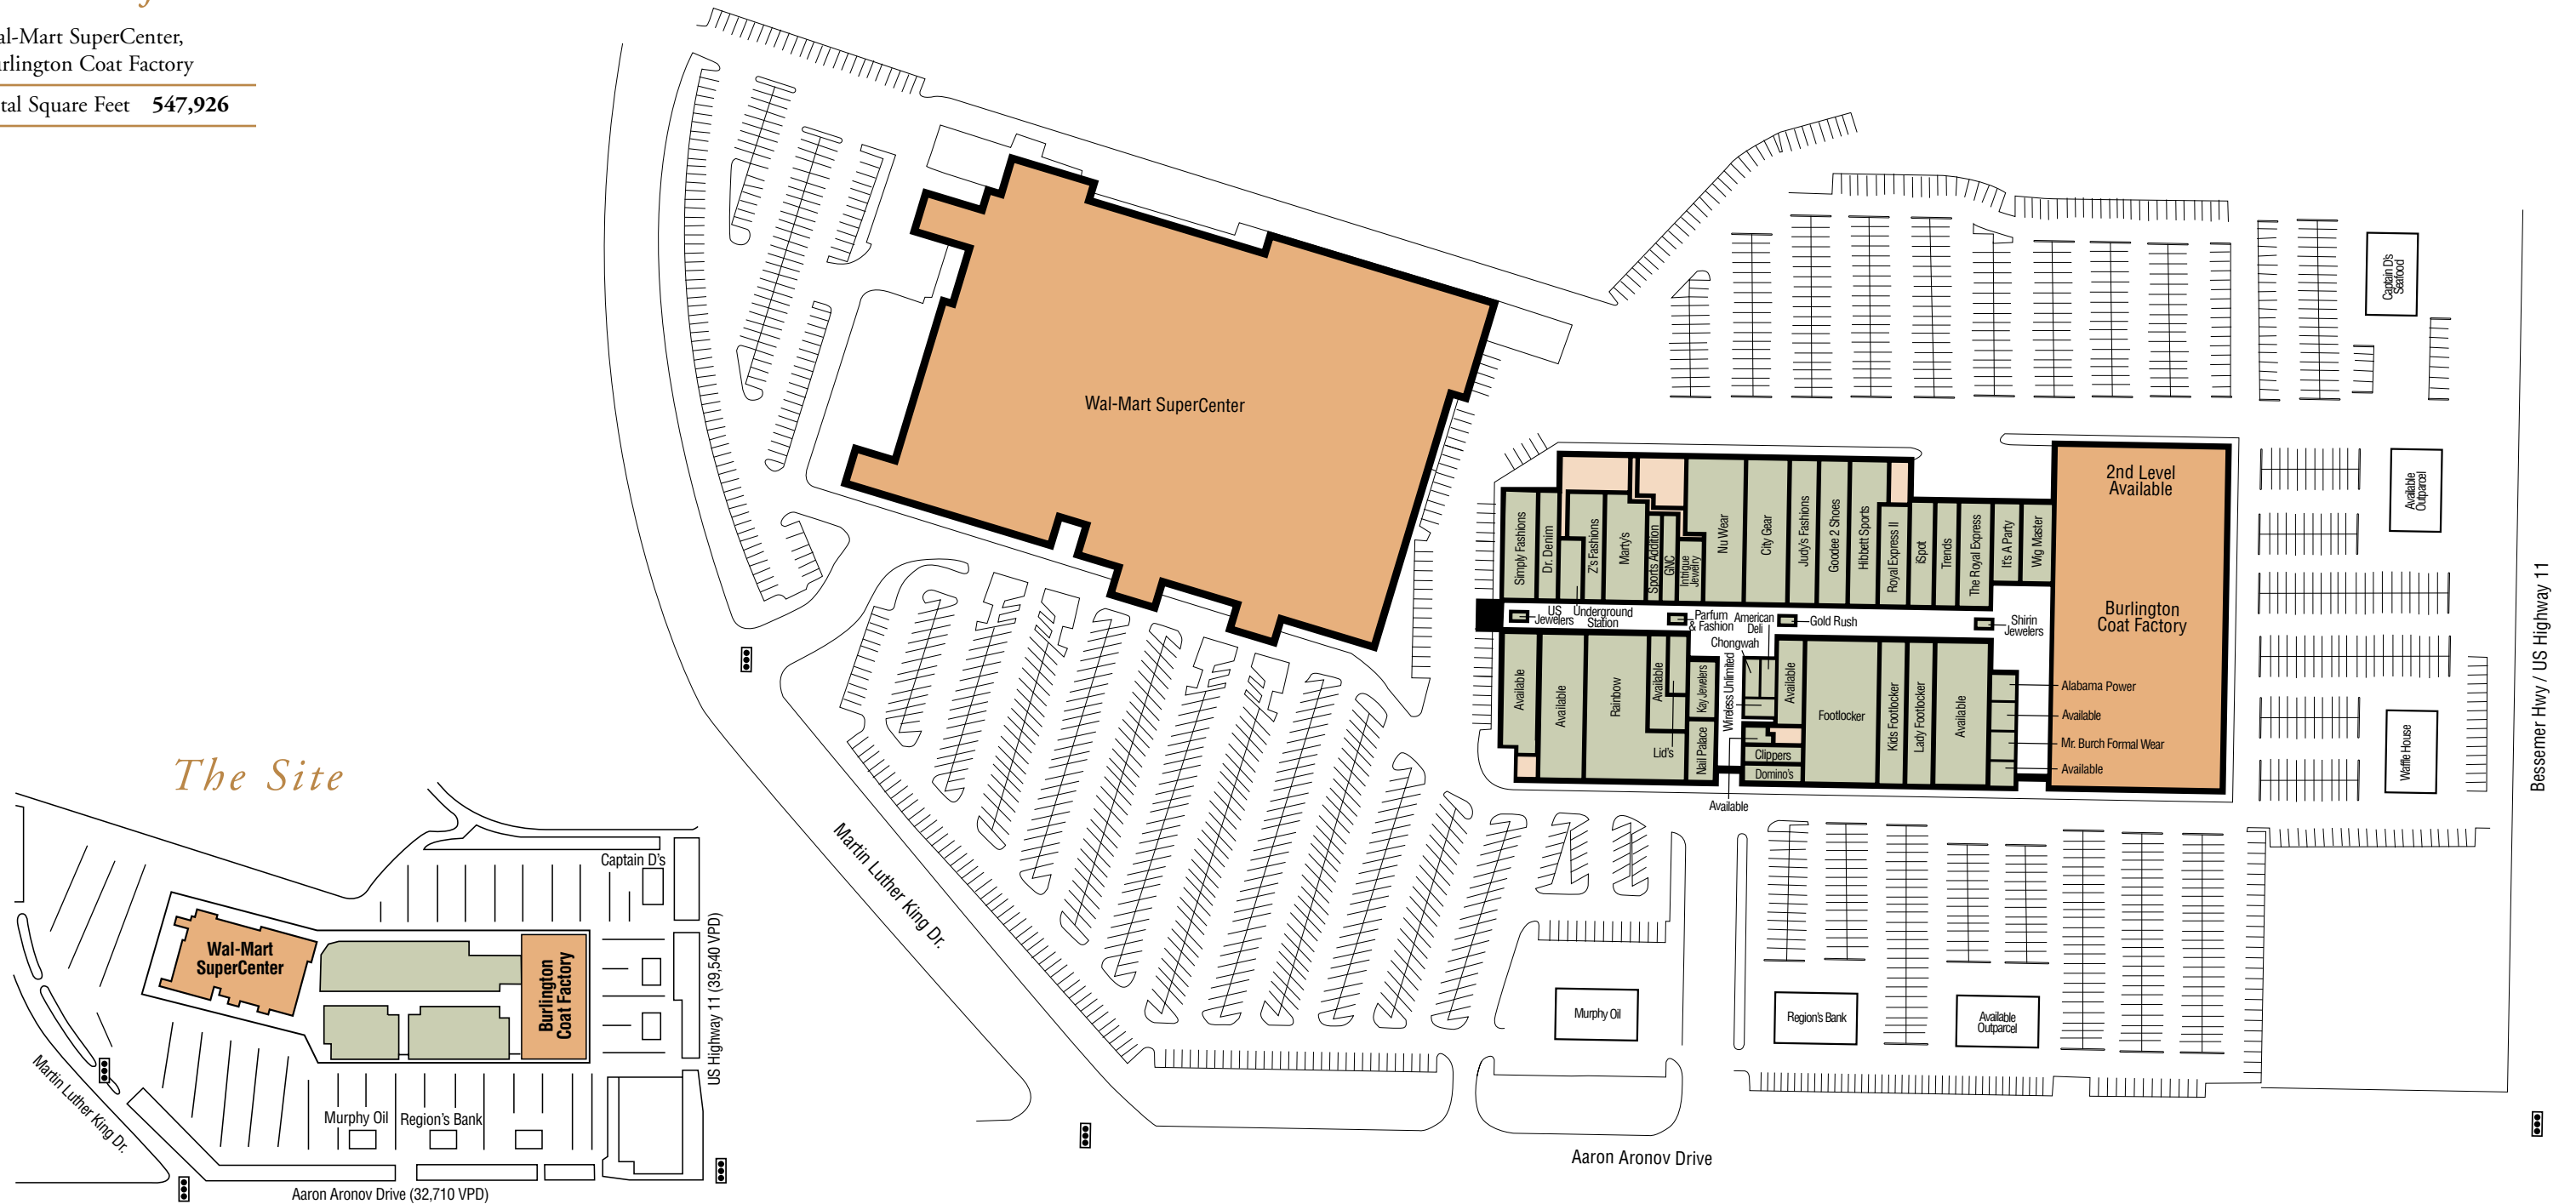 al-Mart SuperCenter,
urlington Coat Factory
tal Square Feet 547,926
Wal-Mart SuperCenter
Captain D's
Seafood
Available
Outparcel
Waffle House
Bessemer Hwy / US Highway 11
2nd Level
Available
Burlington
Coat Factory
Simply Fashions
Dr. Denim
Z's Fashions
Marty's
Sports Addition
GNC
Intrigue
Jewelry
Nu Wear
City Gear
Judy's Fashions
Goodee 2 Shoes
Hibbett Sports
Royal Express II
iSpot
Trends
The Royal Express
It's A Party
Wig Master
US
Jewelers
Underground
Station
Parfum
& Fashion
American
Deli
Gold Rush
Shirin
Jewelers
Chongwah
Available
Available
Rainbow
Available
Lid's
Kay Jewelers
Nail Palace
Wireless Unlimited
Available
Clippers
Domino's
Available
Footlocker
Kids Footlocker
Lady Footlocker
Available
Alabama Power
Available
Mr. Burch Formal Wear
Available
Martin Luther King Dr.
Murphy Oil
Region's Bank
Available
Outparcel
Aaron Aronov Drive
The Site
Captain D's
Wal-Mart
SuperCenter
Burlington
Coat Factory
US Highway 11 (39,540 VPD)
Martin Luther King Dr.
Murphy Oil
Region's Bank
Aaron Aronov Drive (32,710 VPD)